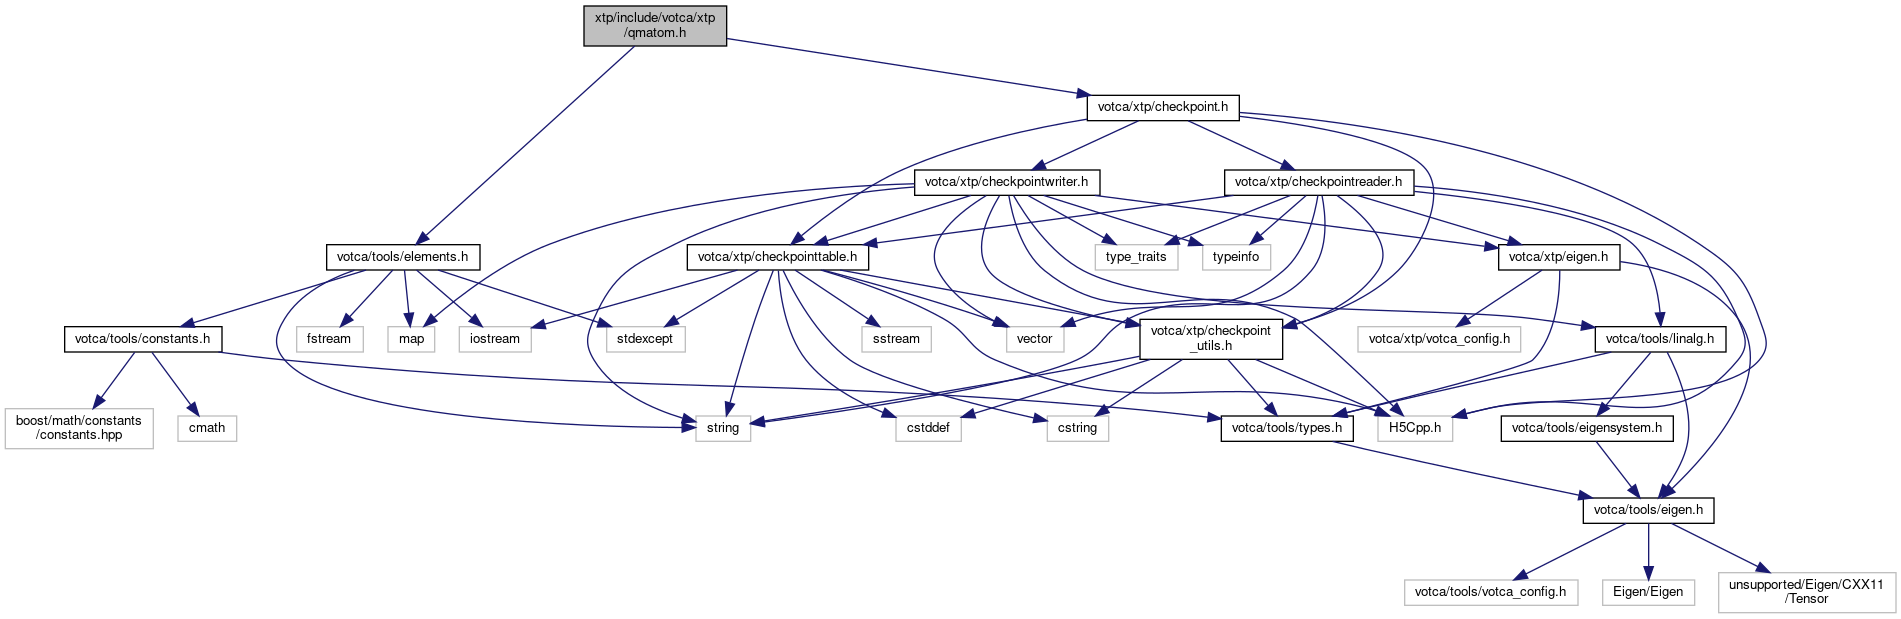 xtp/include/votca/xtp
/qmatom.h
votca/xtp/checkpoint.h
votca/xtp/checkpointwriter.h
votca/xtp/checkpointreader.h
votca/tools/elements.h
votca/xtp/checkpointtable.h
type_traits
typeinfo
votca/xtp/eigen.h
votca/tools/constants.h
fstream
map
iostream
stdexcept
sstream
vector
votca/xtp/checkpoint
_utils.h
votca/xtp/votca_config.h
votca/tools/linalg.h
boost/math/constants
/constants.hpp
cmath
string
cstddef
cstring
votca/tools/types.h
H5Cpp.h
votca/tools/eigensystem.h
votca/tools/eigen.h
votca/tools/votca_config.h
Eigen/Eigen
unsupported/Eigen/CXX11
/Tensor